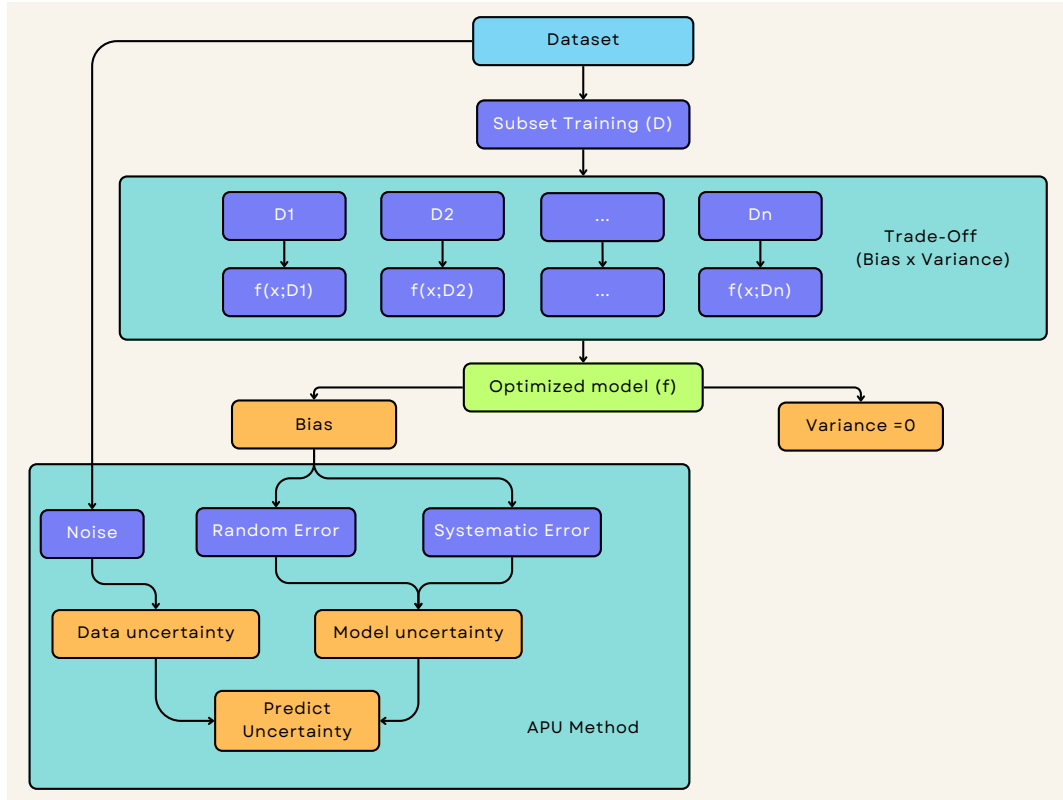 Dataset
Subset Training (D)
D1
D2
...
Dn
Trade-Off
(Bias x Variance)
f(x;D1)
f(x;D2)
...
f(x;Dn)
Optimized model (f)
Bias
Variance =0
Noise
Random Error
Systematic Error
Data uncertainty
Model uncertainty
Predict
Uncertainty
APU Method